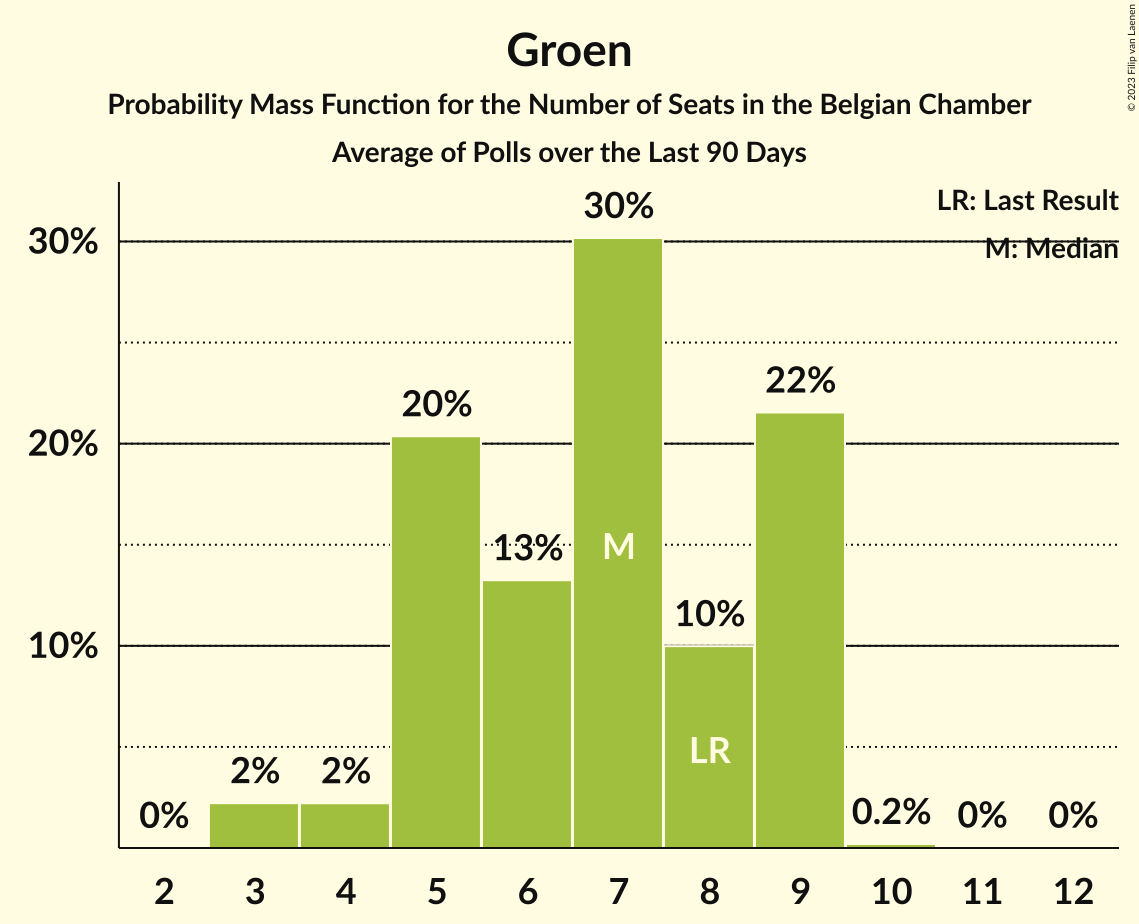 Groen
Probability Mass Function for the Number of Seats in the Belgian Chamber
Average of Polls over the Last 90 Days
© 2023 Filip van Laenen
LR: Last Result
M: Median
30%
20%
10%
0%
2%
2%
20%
13%
30%
10%
22%
0.2%
0%
0%
M
LR
2 3 4 5 6 7 8 9 10 11 12